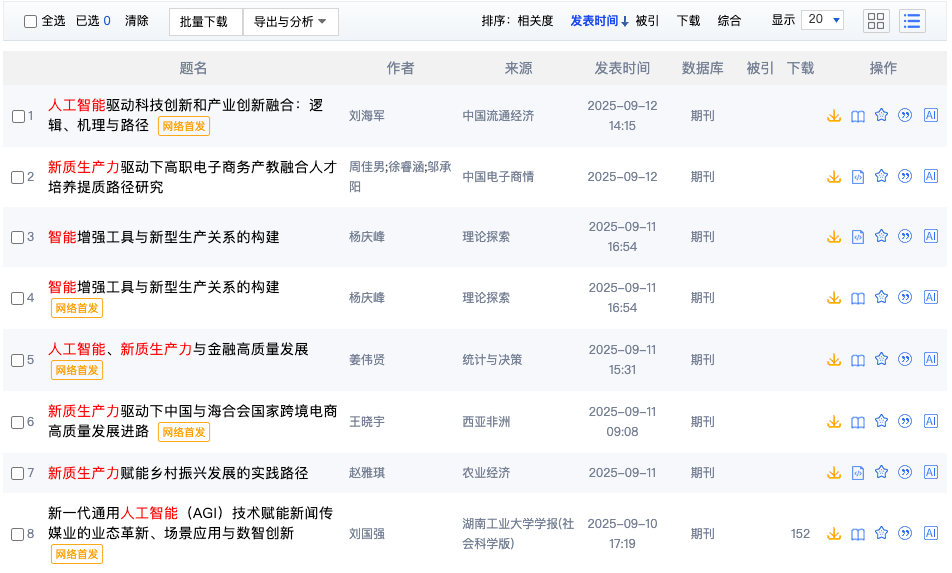 全选 已选 0 清除 批量下载 导出与分析 排序: 相关度 发表时间↓ 被引 下载 综合 显示 20
题名 作者 来源 发表时间 数据库 被引 下载 操作
1 人工智能驱动科技创新和产业创新融合：逻
辑、机理与路径 网络首发 刘海军 中国流通经济 2025-09-12
14:15 期刊 AI
2 新质生产力驱动下高职电子商务产教融合人才
培养提质路径研究 周佳男;徐睿涵;邬承
阳 中国电子商情 2025-09-12 期刊 AI
3 智能增强工具与新型生产关系的构建 杨庆峰 理论探索 2025-09-11
16:54 期刊 AI
4 智能增强工具与新型生产关系的构建
网络首发 杨庆峰 理论探索 2025-09-11
16:54 期刊 AI
5 人工智能、新质生产力与金融高质量发展
网络首发 姜伟贤 统计与决策 2025-09-11
15:31 期刊 AI
6 新质生产力驱动下中国与海合会国家跨境电商
高质量发展进路 网络首发 王晓宇 西亚非洲 2025-09-11
09:08 期刊 AI
7 新质生产力赋能乡村振兴发展的实践路径 赵雅琪 农业经济 2025-09-11 期刊 AI
8 新一代通用人工智能（AGI）技术赋能新闻传
媒业的业态革新、场景应用与数智创新
网络首发 刘国强 湖南工业大学学报(社
会科学版) 2025-09-10
17:19 期刊 152 AI